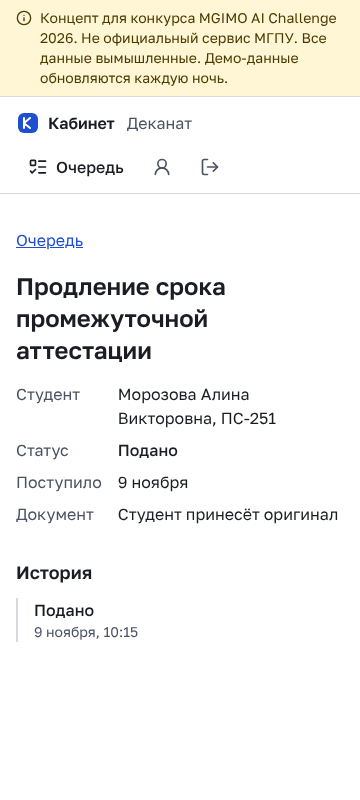 Концепт для конкурса MGIMO AI Challenge
2026. Не официальный сервис МГПУ. Все
данные вымышленные. Демо-данные
обновляются каждую ночь.
Кабинет Деканат
Очередь
Очередь
Продление срока
промежуточной
аттестации
Студент Морозова Алина
Викторовна, ПС-251
Статус Подано
Поступило 9 ноября
Документ Студент принесёт оригинал
История
Подано
9 ноября, 10:15